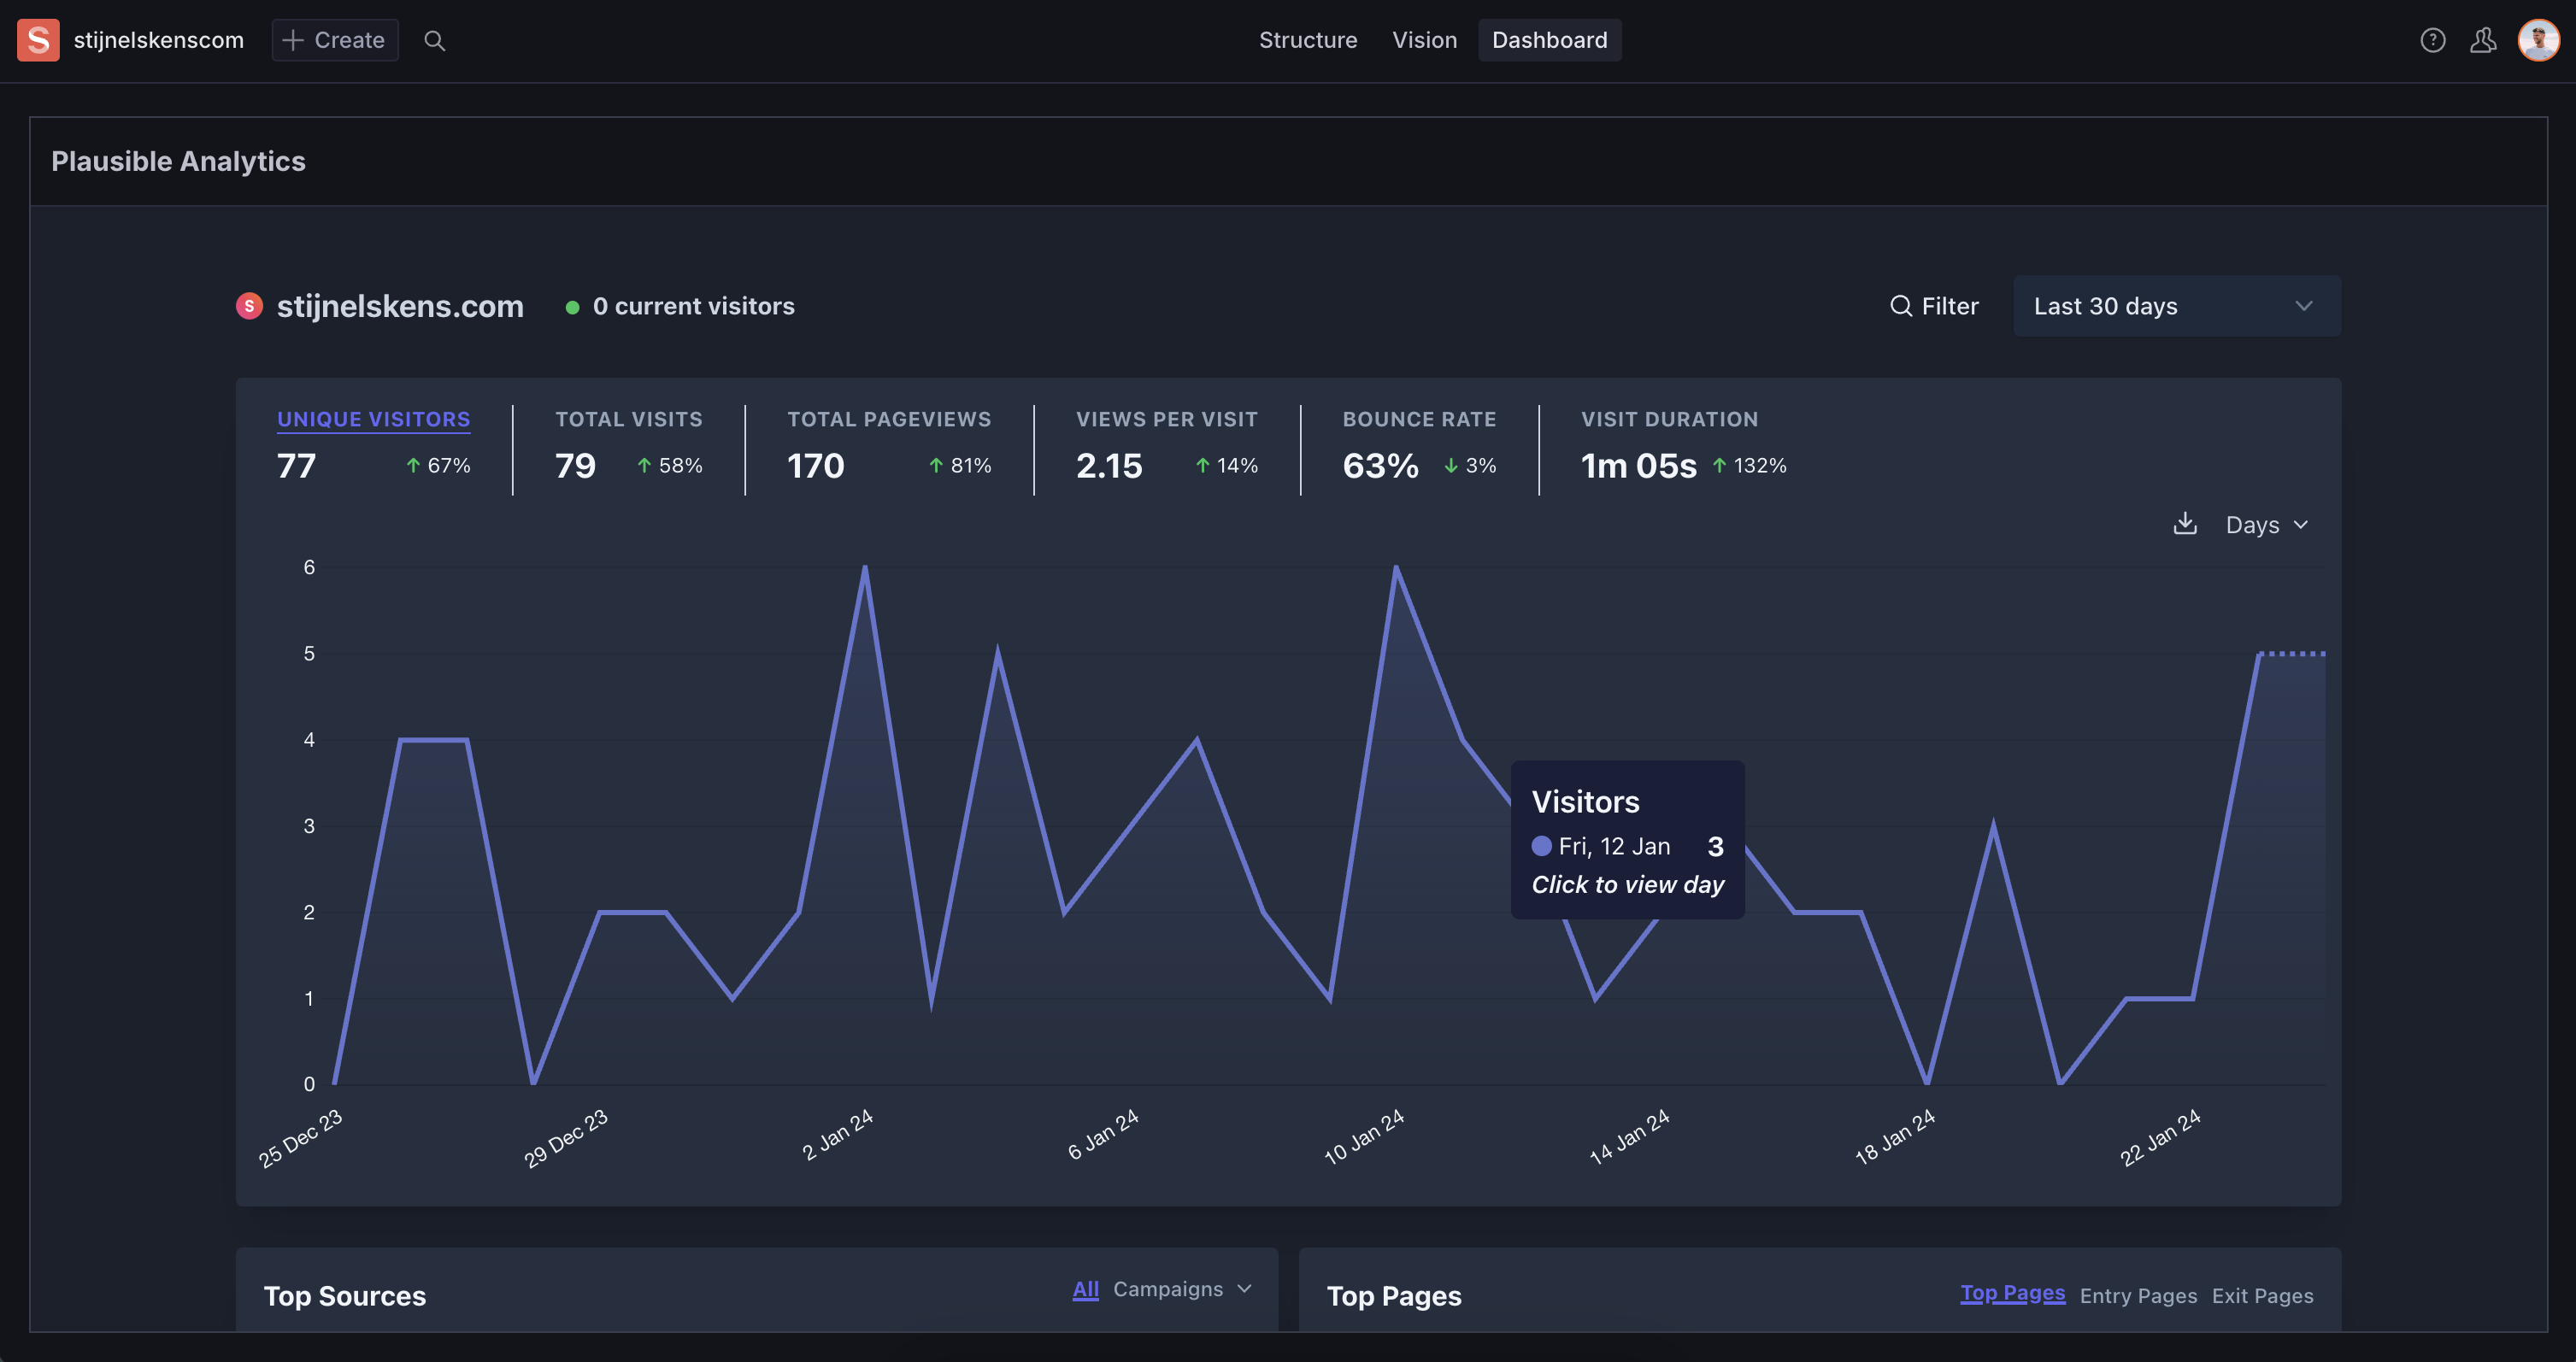 S stijnelskenscom Create Structure Vision Dashboard
Plausible Analytics
S stijnelskens.com 0 current visitors Filter Last 30 days
UNIQUE VISITORS TOTAL VISITS TOTAL PAGEVIEWS VIEWS PER VISIT BOUNCE RATE VISIT DURATION
77 ↑ 67% 79 ↑ 58% 170 ↑ 81% 2.15 ↑ 14% 63% ↓ 3% 1m 05s ↑ 132%
Days
6
5
4
3
2
1
0
Visitors
Fri, 12 Jan 3
Click to view day
25 Dec 23 29 Dec 23 2 Jan 24 6 Jan 24 10 Jan 24 14 Jan 24 18 Jan 24 22 Jan 24
Top Sources All Campaigns
Top Pages Top Pages Entry Pages Exit Pages